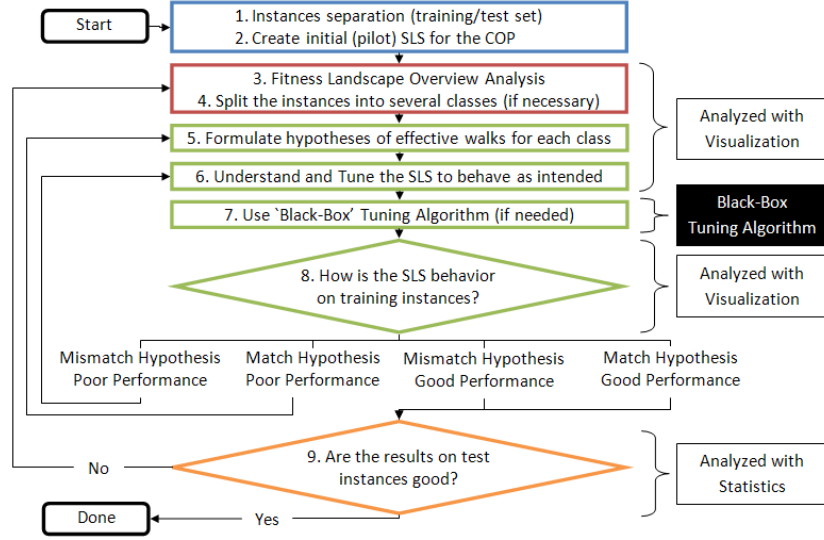 Start
1. Instances separation (training/test set)
2. Create initial (pilot) SLS for the COP
3. Fitness Landscape Overview Analysis
4. Split the instances into several classes (if necessary)
Analyzed with
Visualization
5. Formulate hypotheses of effective walks for each class
6. Understand and Tune the SLS to behave as intended
7. Use `Black-Box' Tuning Algorithm (if needed)
Black-Box
Tuning Algorithm
8. How is the SLS behavior
on training instances?
Analyzed with
Visualization
Mismatch Hypothesis
Poor Performance
Match Hypothesis
Poor Performance
Mismatch Hypothesis
Good Performance
Match Hypothesis
Good Performance
9. Are the results on test
instances good?
Analyzed with
Statistics
No
Yes
Done